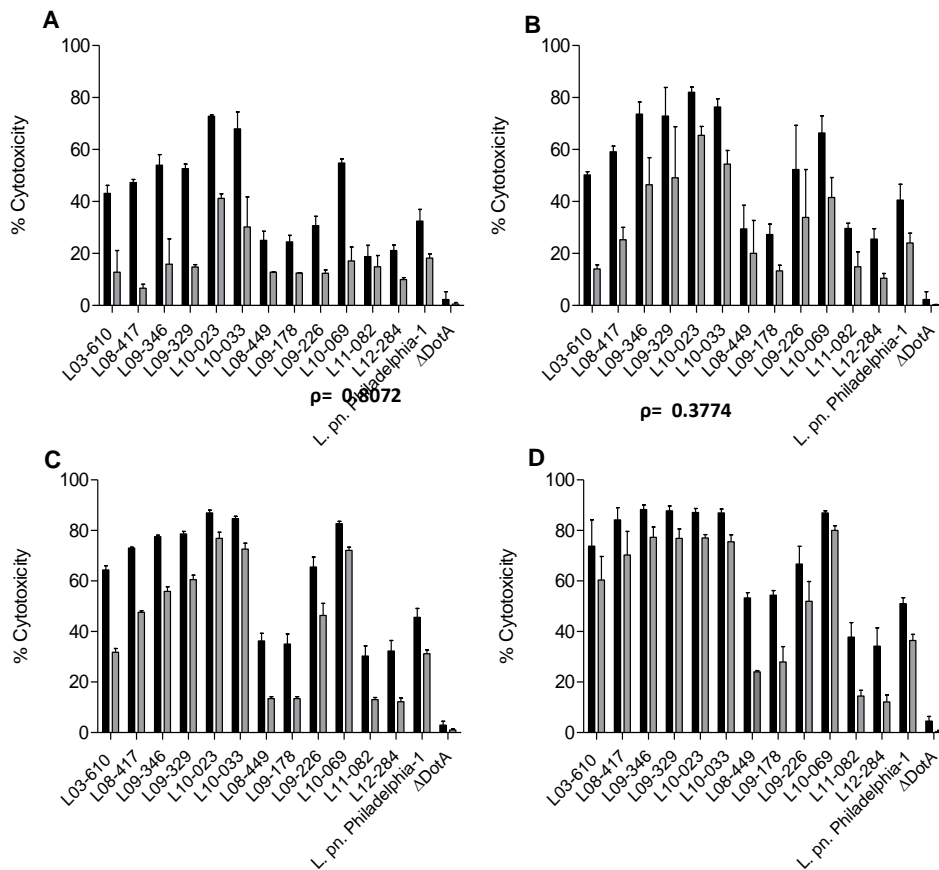 A
% Cytotoxicity
100
80
60
40
20
0
L03-610
L08-417
L09-346
L09-329
L10-023
L10-033
L08-449
L09-178
L09-226
L10-069
L11-082
L12-284
L. pn. Philadelphia-1
ΔDotA
ρ= 0.8072
B
% Cytotoxicity
100
80
60
40
20
0
L03-610
L08-417
L09-346
L09-329
L10-023
L10-033
L08-449
L09-178
L09-226
L10-069
L11-082
L12-284
L. pn. Philadelphia-1
ΔDotA
ρ= 0.3774
C
% Cytotoxicity
100
80
60
40
20
0
L03-610
L08-417
L09-346
L09-329
L10-023
L10-033
L08-449
L09-178
L09-226
L10-069
L11-082
L12-284
L. pn. Philadelphia-1
ΔDotA
D
% Cytotoxicity
100
80
60
40
20
0
L03-610
L08-417
L09-346
L09-329
L10-023
L10-033
L08-449
L09-178
L09-226
L10-069
L11-082
L12-284
L. pn. Philadelphia-1
ΔDotA